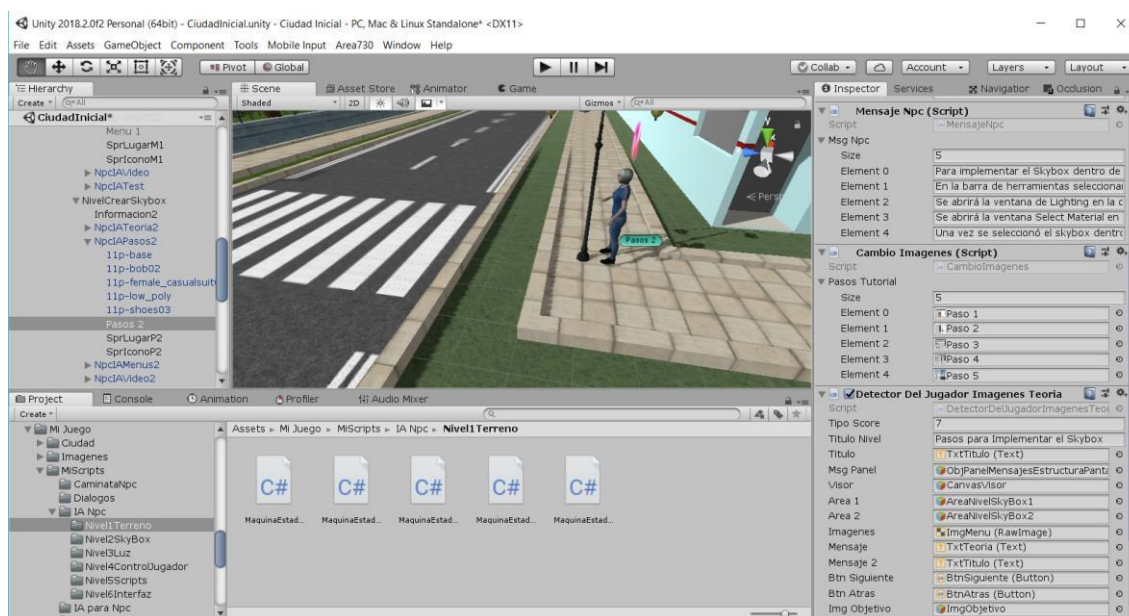 Unity 2018.2.0f2 Personal (64bit) - CiudadInicial.unity - Ciudad Inicial - PC, Mac & Linux Standalone* <DX11>
File Edit Assets GameObject Component Tools Mobile Input Area730 Window Help
Pivot Global Collab Account Layers Layout
Hierarchy
Create All
CiudadInicial*
Menu 1
SprLugarM1
SprIconoM1
NpcIAVideo
NpcIATest
NivelCrearSkybox
Informacion2
NpcIATeoria2
NpcIAPasos2
11p-base
11p-bob02
11p-female_casualsuit
11p-low_poly
11p-shoes03
Pasos 2
SprLugarP2
SprIconoP2
NpcIAMenus2
NpcIAVideo2
Scene Asset Store Animator Game
Shaded 2D Gizmos All
Pers
Pasos 2
Project Console Animation Profiler Audio Mixer
Create
Mi Juego
Ciudad
Imagenes
MiScripts
CaminataNpc
Dialogos
IA Npc
Nivel1Terreno
Nivel2SkyBox
Nivel3Luz
Nivel4ControlJugador
Nivel5Scripts
Nivel6Interfaz
IA para Npc
Assets Mi Juego MiScripts IA Npc Nivel1Terreno
C# C# C# C# C#
MaquinaEstad... MaquinaEstad... MaquinaEstad... MaquinaEstad... MaquinaEstad...
Inspector Services Navigation Occlusion
Mensaje Npc (Script)
Script MensajeNpc
Msg Npc
Size 5
Element 0 Para implementar el Skybox dentro de
Element 1 En la barra de herramientas seleccionar
Element 2 Se abrirá la ventana de Lighting en la c
Element 3 Se abrirá la ventana Select Material en
Element 4 Una vez se seleccionó el skybox dentro
Cambio Imagenes (Script)
Script CambioImagenes
Pasos Tutorial
Size 5
Element 0 Paso 1
Element 1 Paso 2
Element 2 Paso 3
Element 3 Paso 4
Element 4 Paso 5
Detector Del Jugador Imagenes Teoria
Script DetectorDelJugadorImagenesTeori
Tipo Score 7
Titulo Nivel Pasos para Implementar el Skybox
Titulo TxtTitulo (Text)
Msg Panel ObjPanelMensajesEstructuraPanta
Visor CanvasVisor
Area 1 AreaNivelSkyBox1
Area 2 AreaNivelSkyBox2
Imagenes ImgMenu (RawImage)
Mensaje TxtTeoria (Text)
Mensaje 2 TxtTitulo (Text)
Btn Siguiente BtnSiguiente (Button)
Btn Atras BtnAtras (Button)
Img Objetivo ImgObjetivo